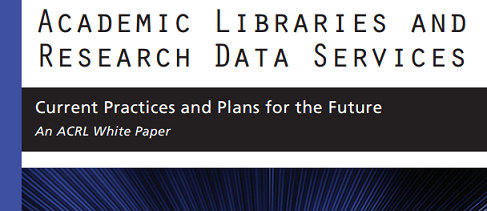 ACADEMIC LIBRARIES AND
RESEARCH DATA SERVICES
Current Practices and Plans for the Future
An ACRL White Paper